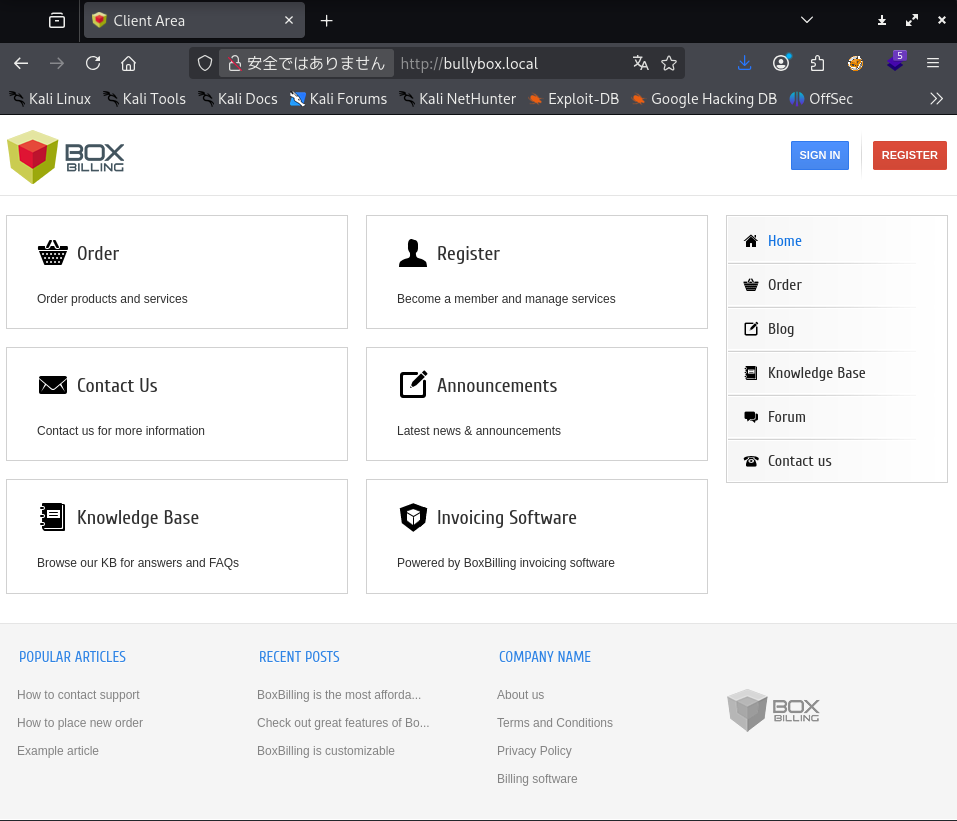 Client Area
安全ではありません http://bullybox.local
5
Kali Linux Kali Tools Kali Docs Kali Forums Kali NetHunter Exploit-DB Google Hacking DB OffSec
BOX
BILLING
SIGN IN REGISTER
Order
Order products and services
Register
Become a member and manage services
Contact Us
Contact us for more information
Announcements
Latest news & announcements
Knowledge Base
Browse our KB for answers and FAQs
Invoicing Software
Powered by BoxBilling invoicing software
Home
Order
Blog
Knowledge Base
Forum
Contact us
POPULAR ARTICLES
How to contact support
How to place new order
Example article
RECENT POSTS
BoxBilling is the most afforda...
Check out great features of Bo...
BoxBilling is customizable
COMPANY NAME
About us
Terms and Conditions
Privacy Policy
Billing software
BOX
BILLING